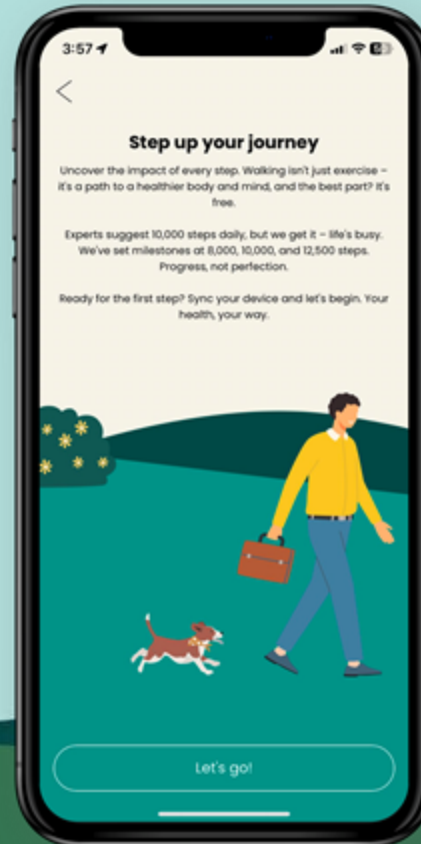 3:57
Step up your journey
Uncover the impact of every step. Walking isn't just exercise –
it's a path to a healthier body and mind, and the best part? It's
free.
Experts suggest 10,000 steps daily, but we get it – life's busy.
We've set milestones at 8,000, 10,000, and 12,500 steps.
Progress, not perfection.
Ready for the first step? Sync your device and let's begin. Your
health, your way.
Let's go!